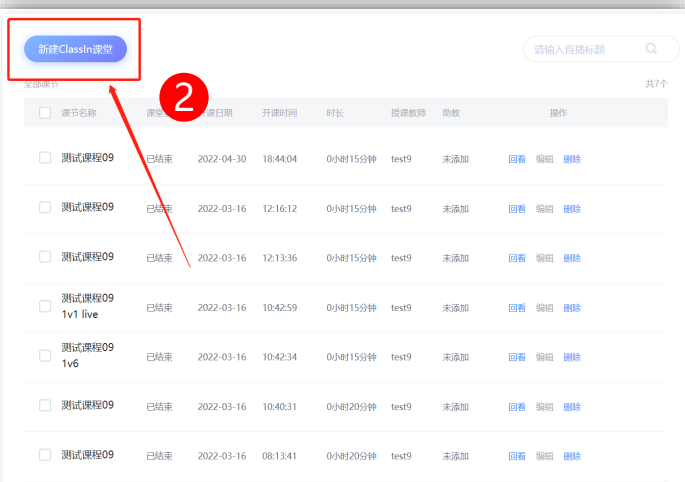 新建ClassIn课堂
请输入直播标题
全部课节 共7个
2
课节名称 开课日期 开课时间 时长 授课教师 助教 操作
测试课程09 已结束 2022-04-30 18:44:04 0小时15分钟 test9 未添加 回看 编辑 删除
测试课程09 已结束 2022-03-16 12:16:12 0小时15分钟 test9 未添加 回看 编辑 删除
测试课程09 已结束 2022-03-16 12:13:36 0小时15分钟 test9 未添加 回看 编辑 删除
测试课程09
1v1 live
已结束 2022-03-16 10:42:59 0小时15分钟 test9 未添加 回看 编辑 删除
测试课程09
1v6
已结束 2022-03-16 10:42:34 0小时15分钟 test9 未添加 回看 编辑 删除
测试课程09 已结束 2022-03-16 10:40:31 0小时20分钟 test9 未添加 回看 编辑 删除
测试课程09 已结束 2022-03-16 08:13:41 0小时20分钟 test9 未添加 回看 编辑 删除